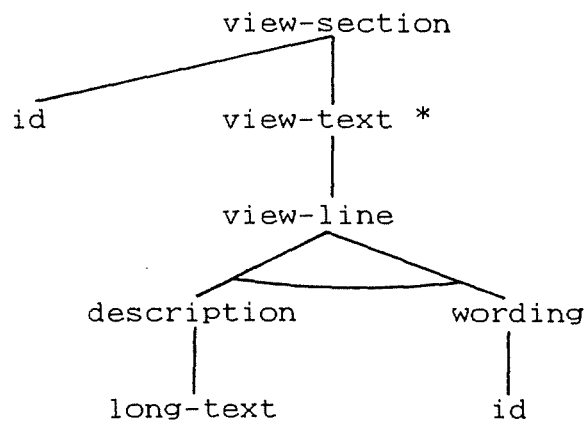 view-section
id view-text *
view-line
description wording
long-text id